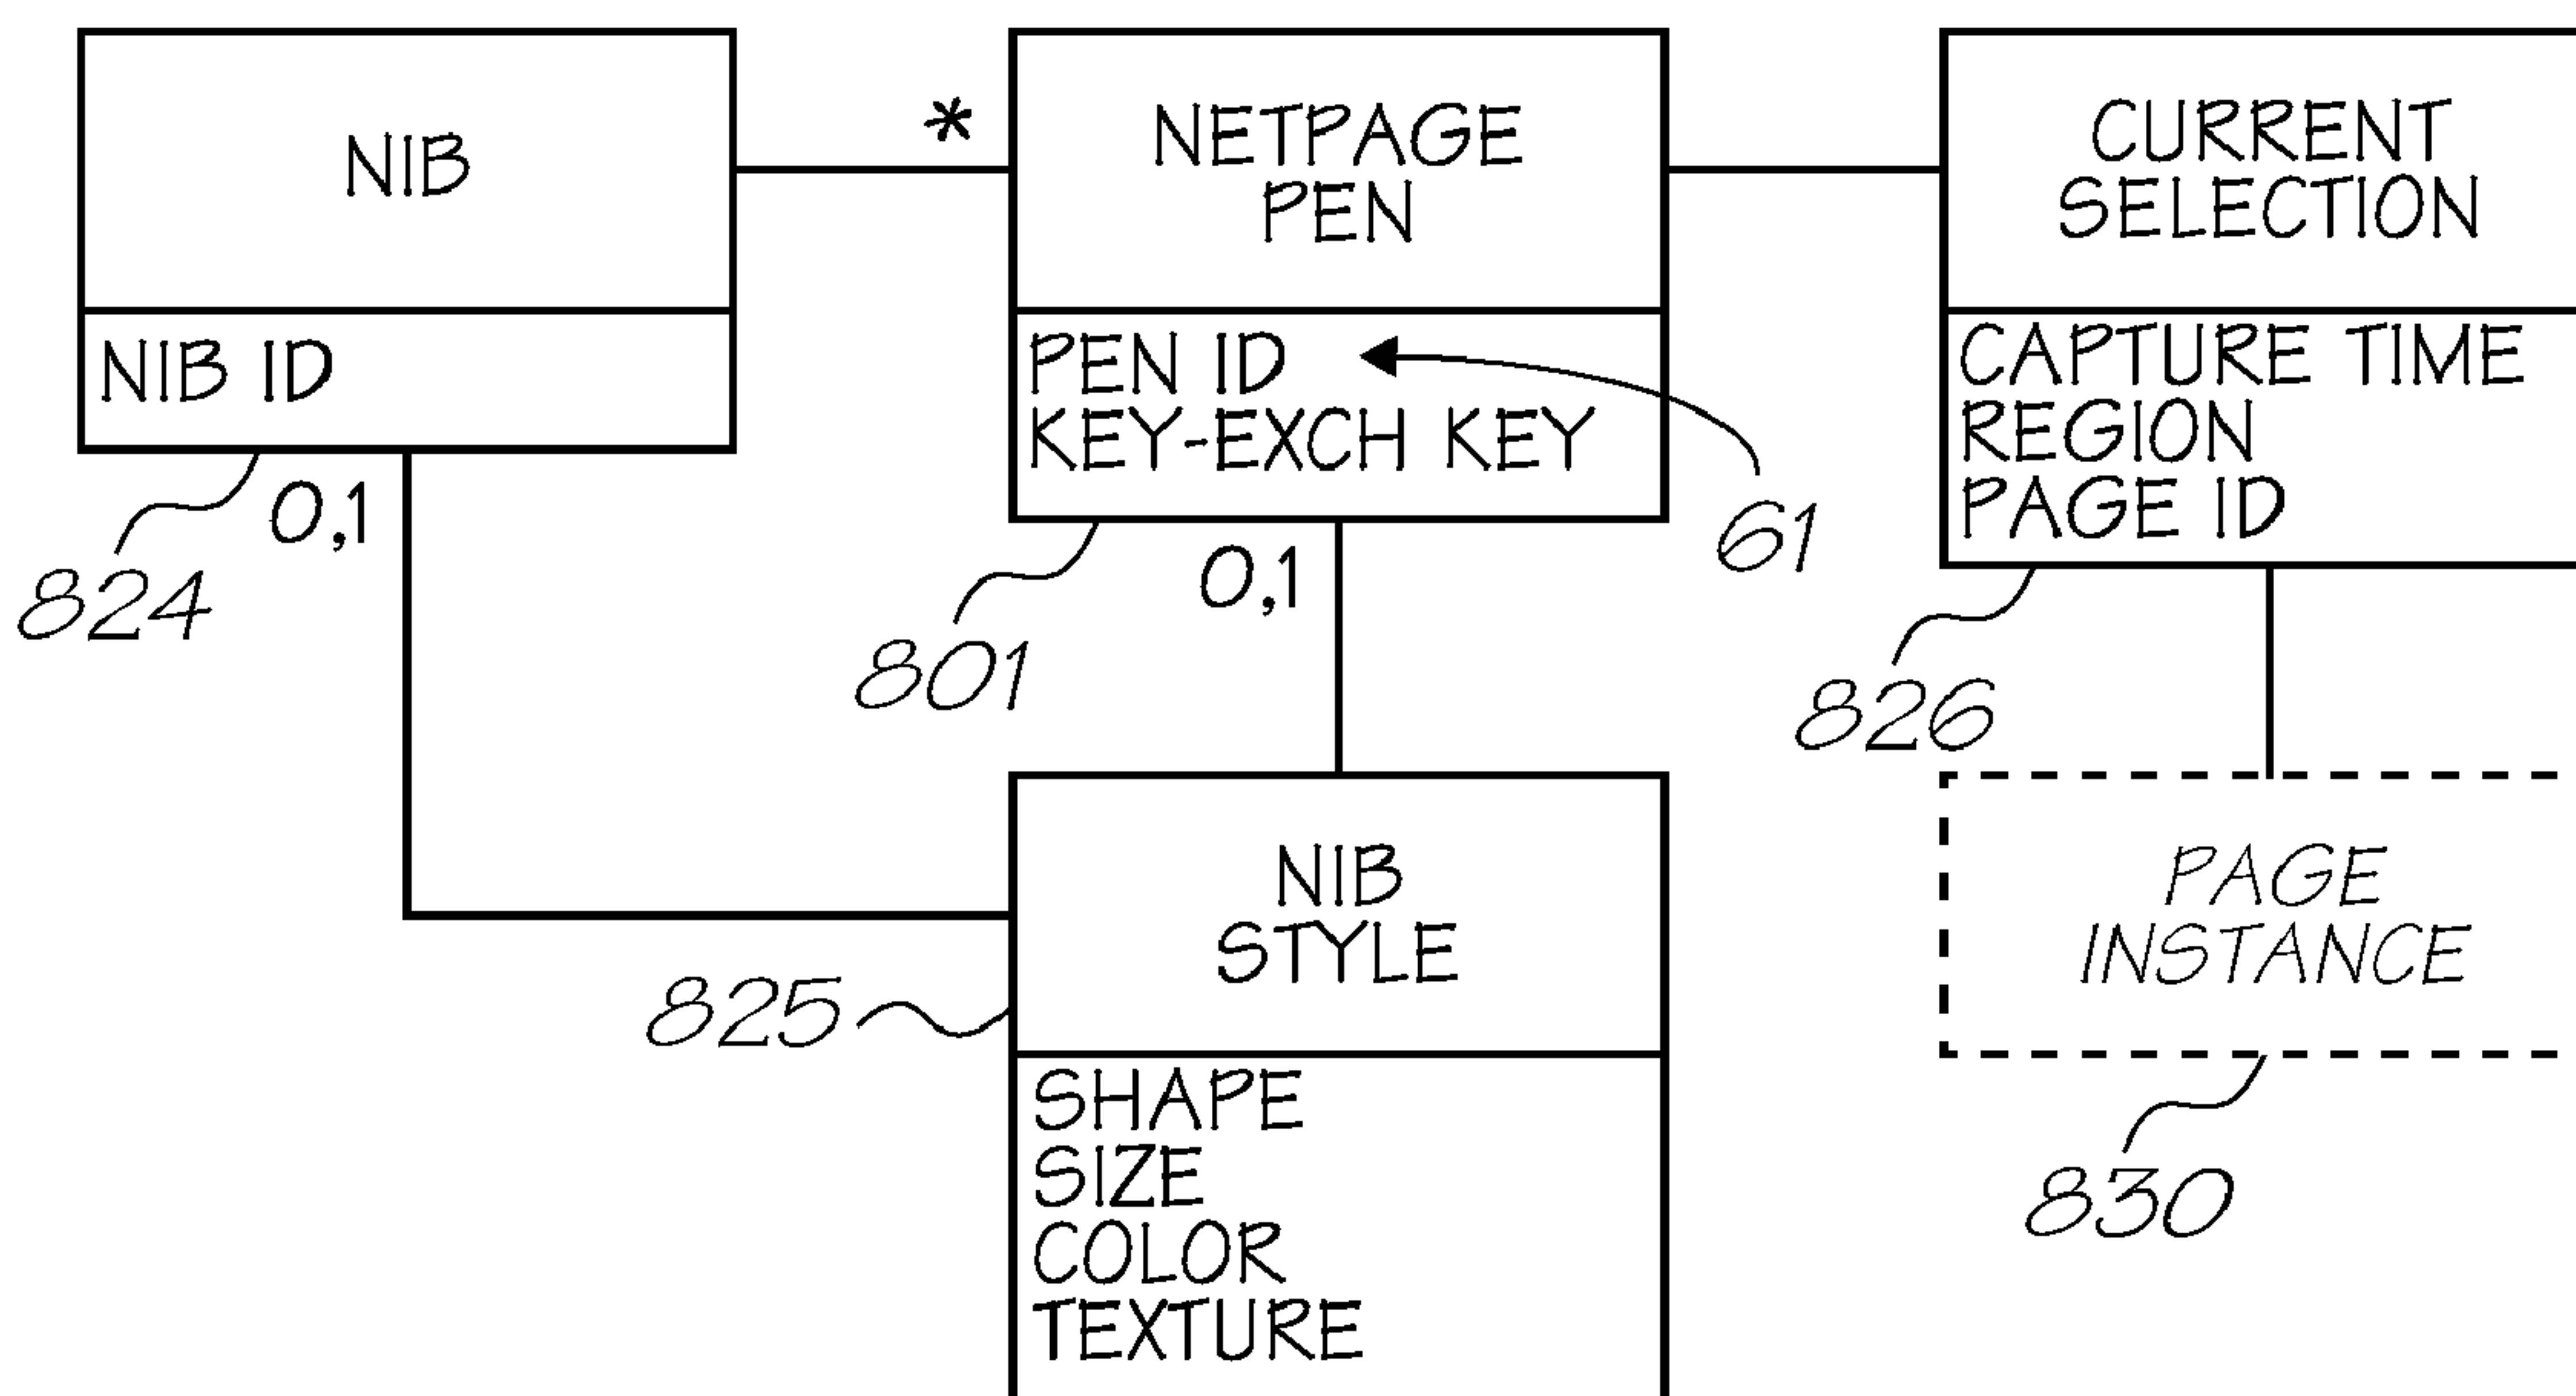 NIB
NIB ID
824
0,1
*
NETPAGE
PEN
PEN ID
KEY-EXCH KEY
61
801
0,1
CURRENT
SELECTION
CAPTURE TIME
REGION
PAGE ID
826
NIB
STYLE
825
SHAPE
SIZE
COLOR
TEXTURE
PAGE
INSTANCE
830